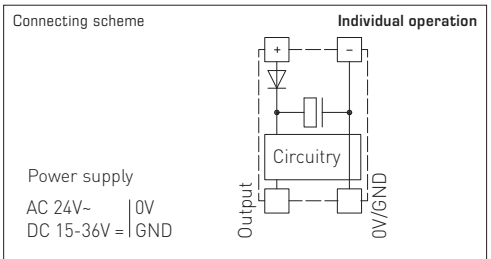 Connecting scheme
Individual operation
+ −
Circuitry
Power supply
AC 24V~ 0V
DC 15-36V = GND
Output
0V/GND